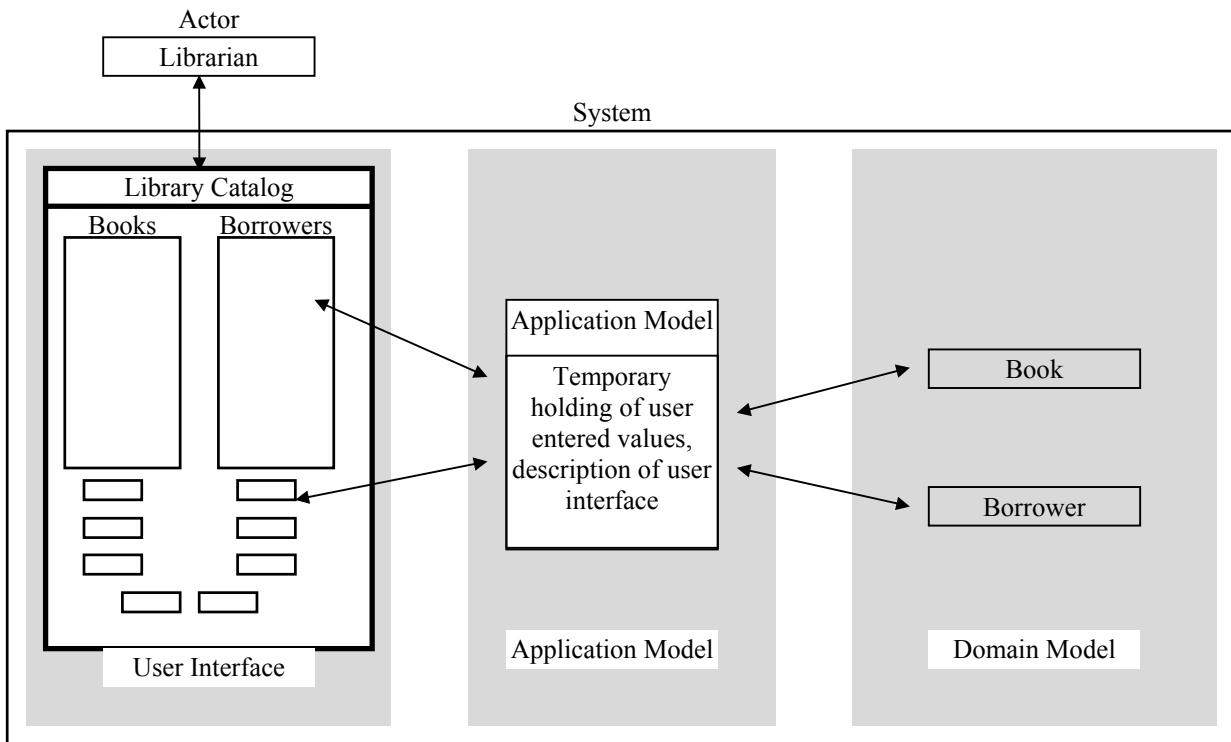 Actor
Librarian
System
Library Catalog
Books
Borrowers
Application Model
Temporary
holding of user
entered values,
description of user
interface
Book
Borrower
User Interface
Application Model
Domain Model